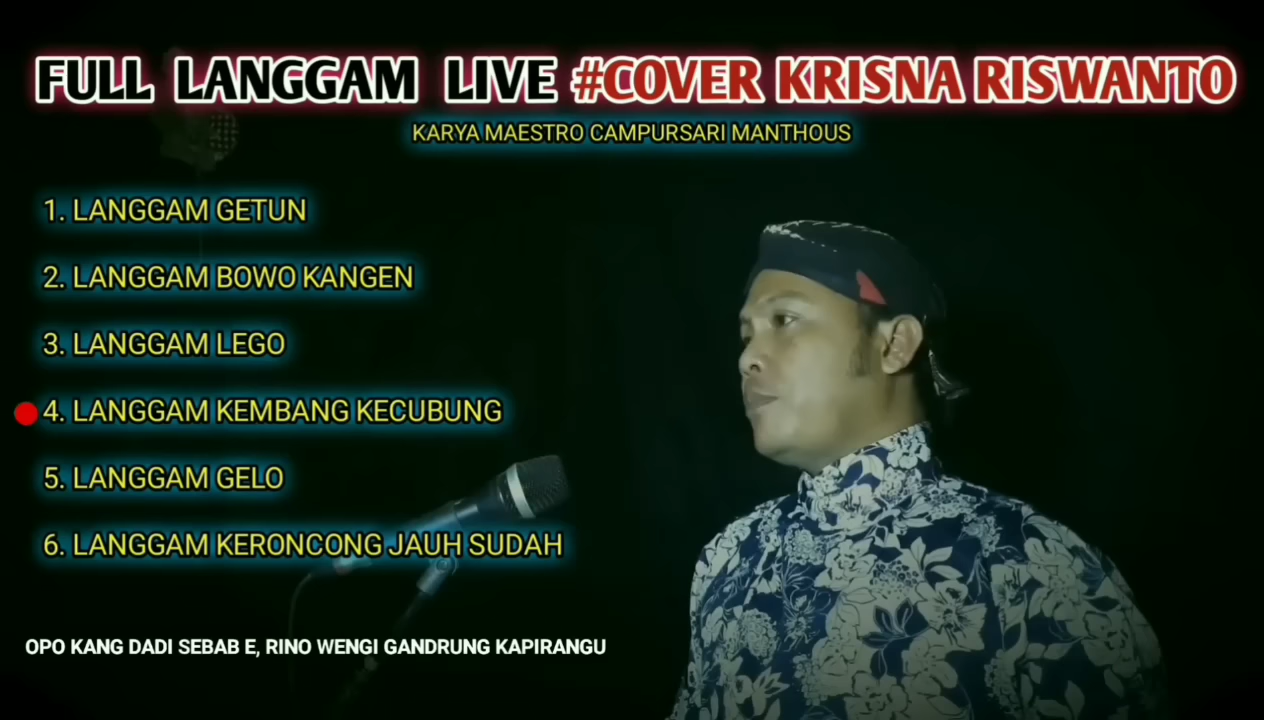 FULL LANGGAM LIVE #COVER KRISNA RISWANTO
KARYA MAESTRO CAMPURSARI MANTHOUS
1. LANGGAM GETUN
2. LANGGAM BOWO KANGEN
3. LANGGAM LEGO
4. LANGGAM KEMBANG KECUBUNG
5. LANGGAM GELO
6. LANGGAM KERONCONG JAUH SUDAH
OPO KANG DADI SEBAB E, RINO WENGI GANDRUNG KAPIRANGU